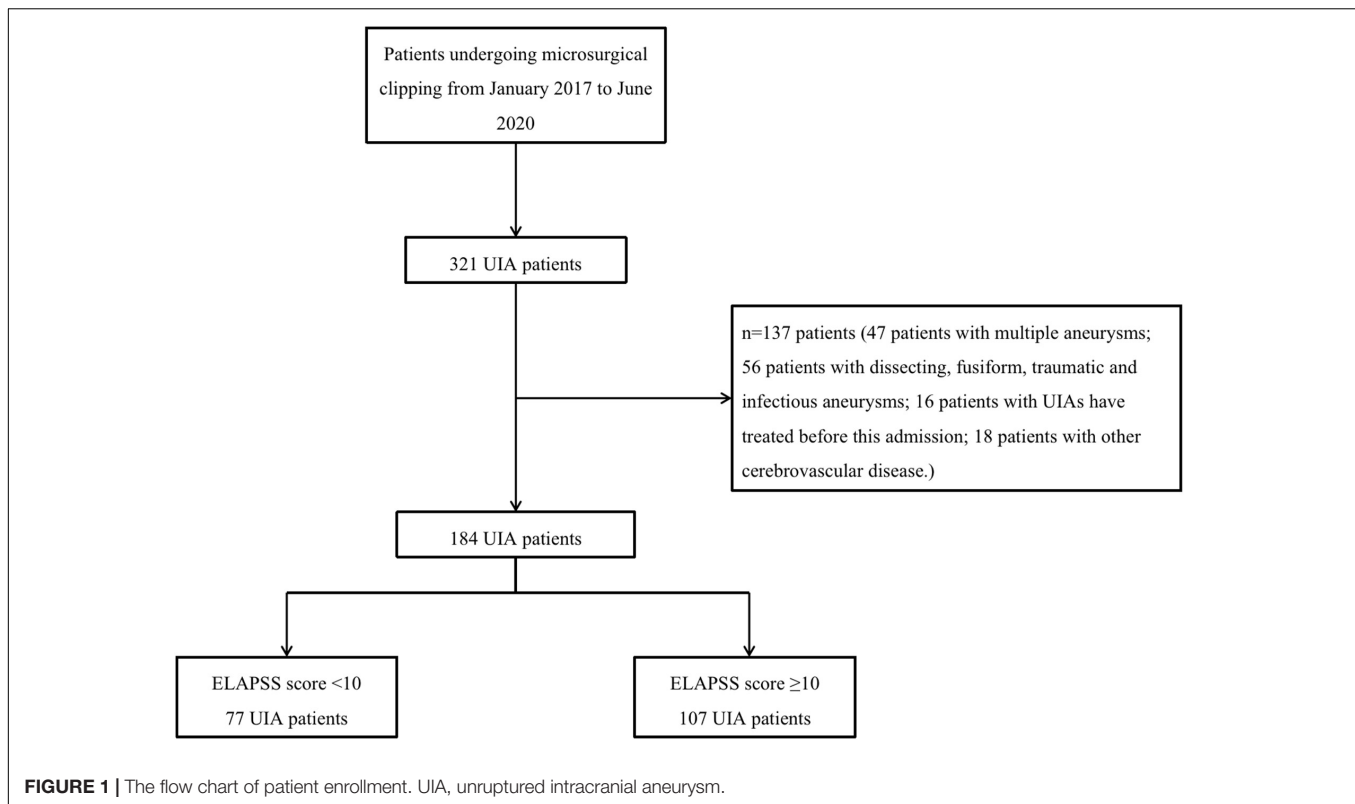 Patients undergoing microsurgical
clipping from January 2017 to June
2020
321 UIA patients
n=137 patients (47 patients with multiple aneurysms;
56 patients with dissecting, fusiform, traumatic and
infectious aneurysms; 16 patients with UIAs have
treated before this admission; 18 patients with other
cerebrovascular disease.)
184 UIA patients
ELAPSS score <10
77 UIA patients
ELAPSS score ≥10
107 UIA patients
FIGURE 1 | The flow chart of patient enrollment. UIA, unruptured intracranial aneurysm.